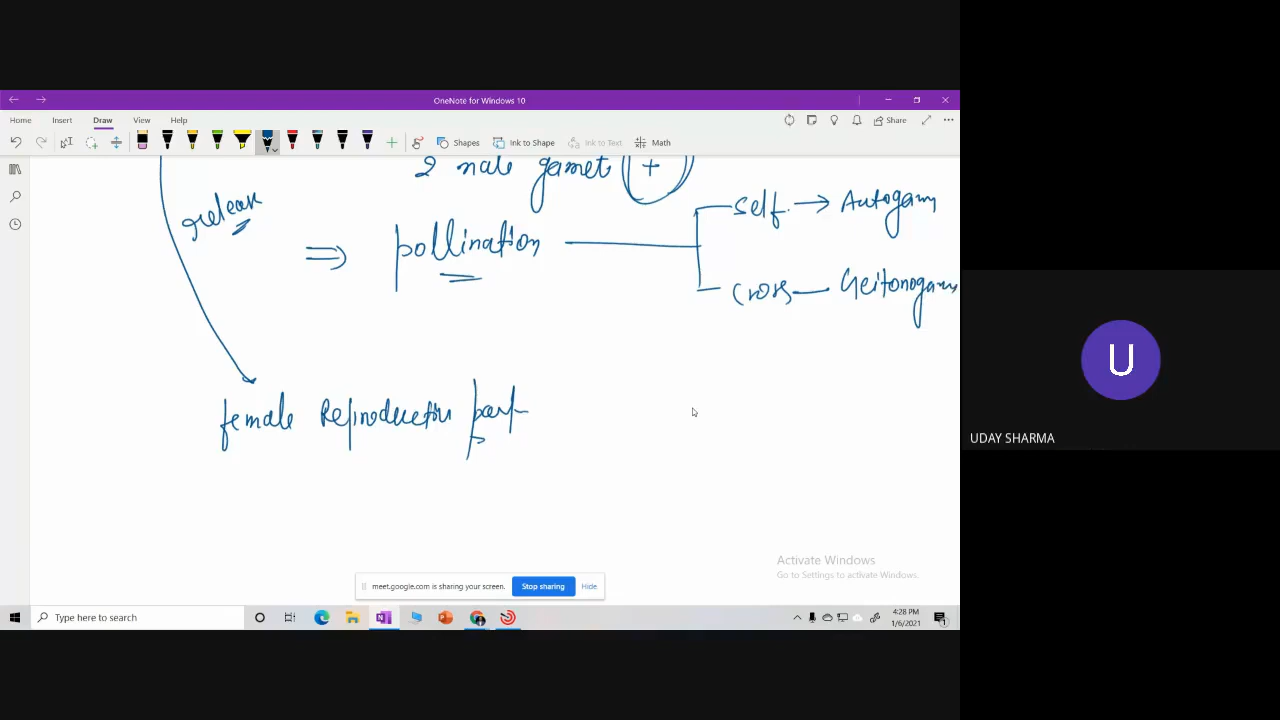 OneNote for Windows 10
Home Insert Draw View Help Share
Shapes Ink to Shape Ink to Text Math
2 male gamet +
release
self → Autogamy
⇒ pollination
cross — Geitonogamy
female Reproductive part
UDAY SHARMA
U
Activate Windows
Go to Settings to activate Windows.
meet.google.com is sharing your screen. Stop sharing Hide
Type here to search
4:28 PM
1/6/2021